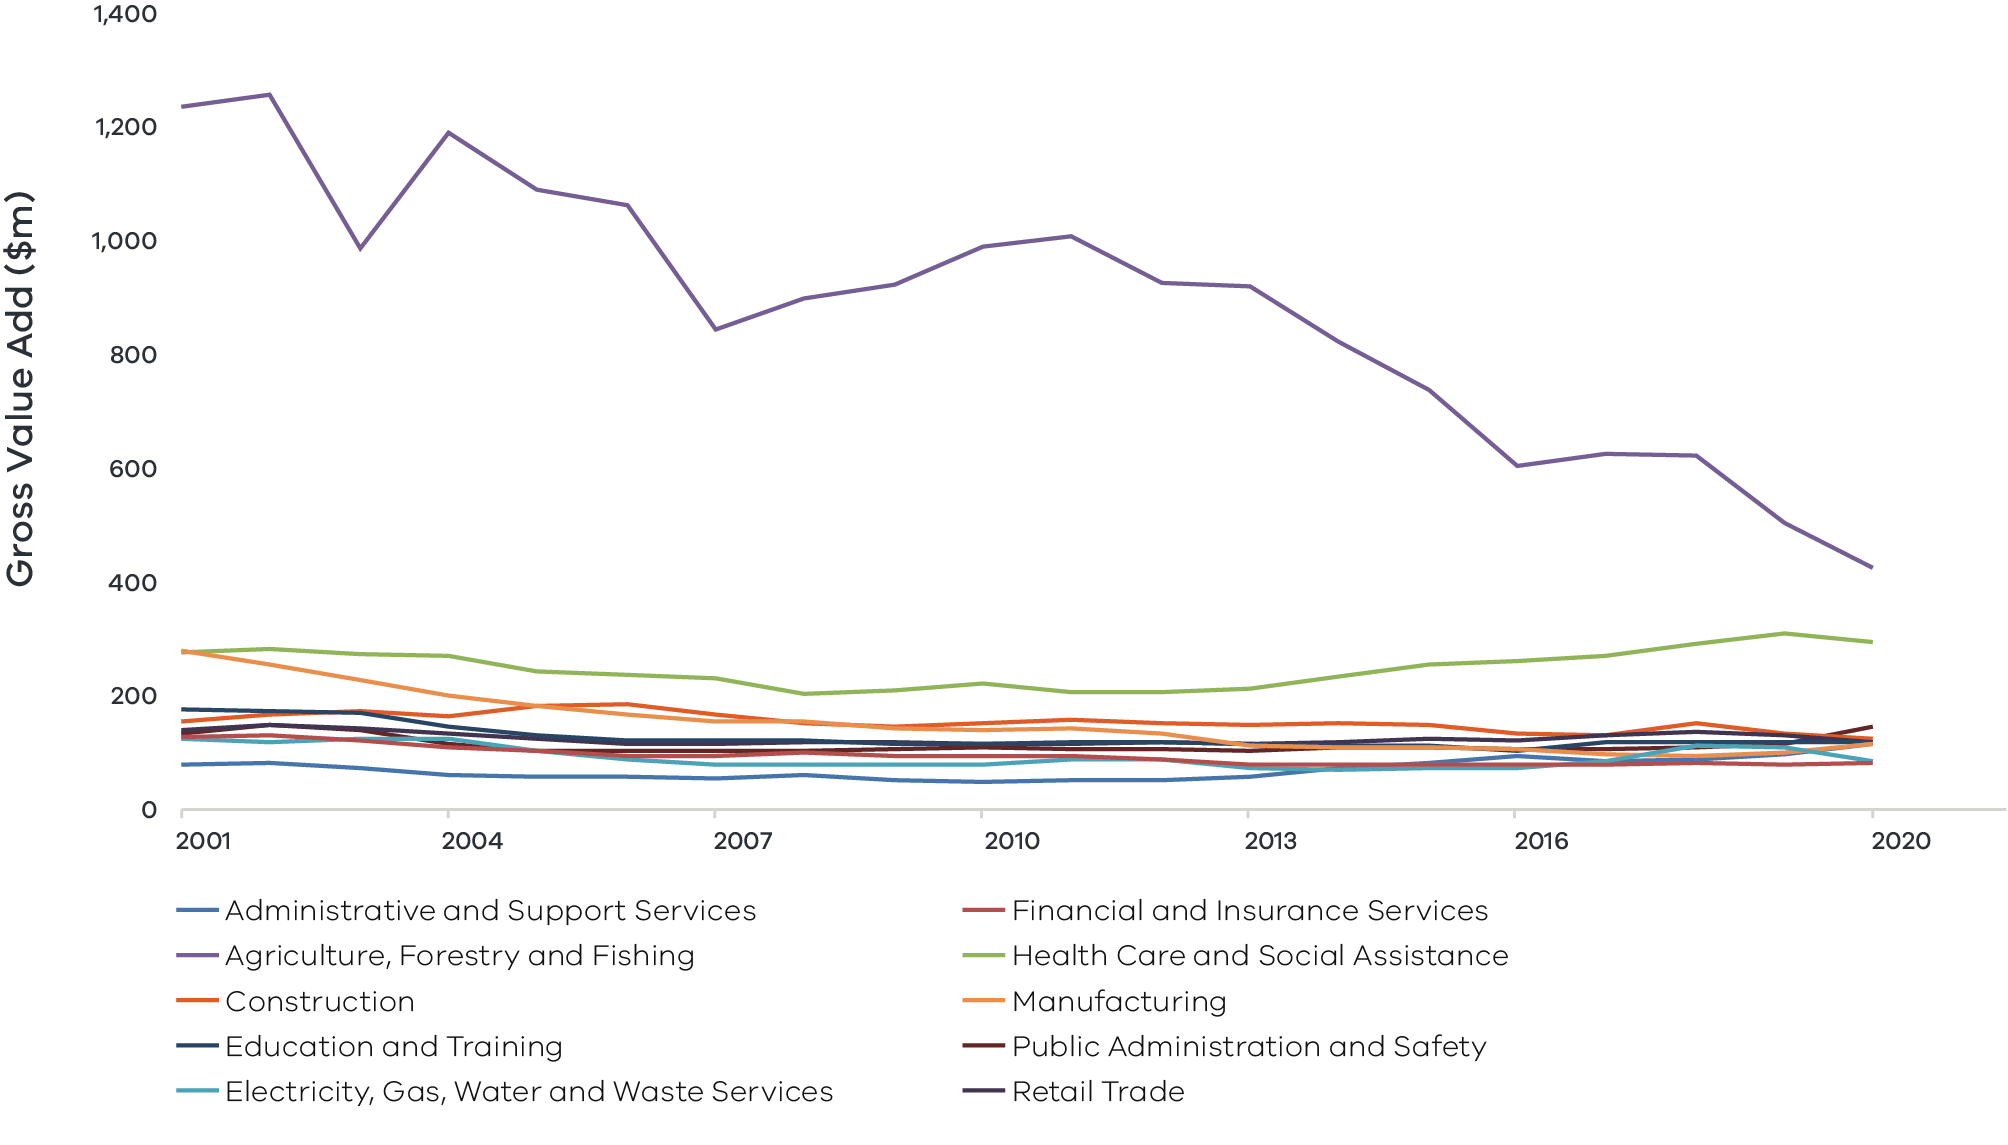 Gross Value Add ($m)
1,400
1,200
1,000
800
600
400
200
0
2001 2004 2007 2010 2013 2016 2020
Administrative and Support Services
Financial and Insurance Services
Agriculture, Forestry and Fishing
Health Care and Social Assistance
Construction
Manufacturing
Education and Training
Public Administration and Safety
Electricity, Gas, Water and Waste Services
Retail Trade